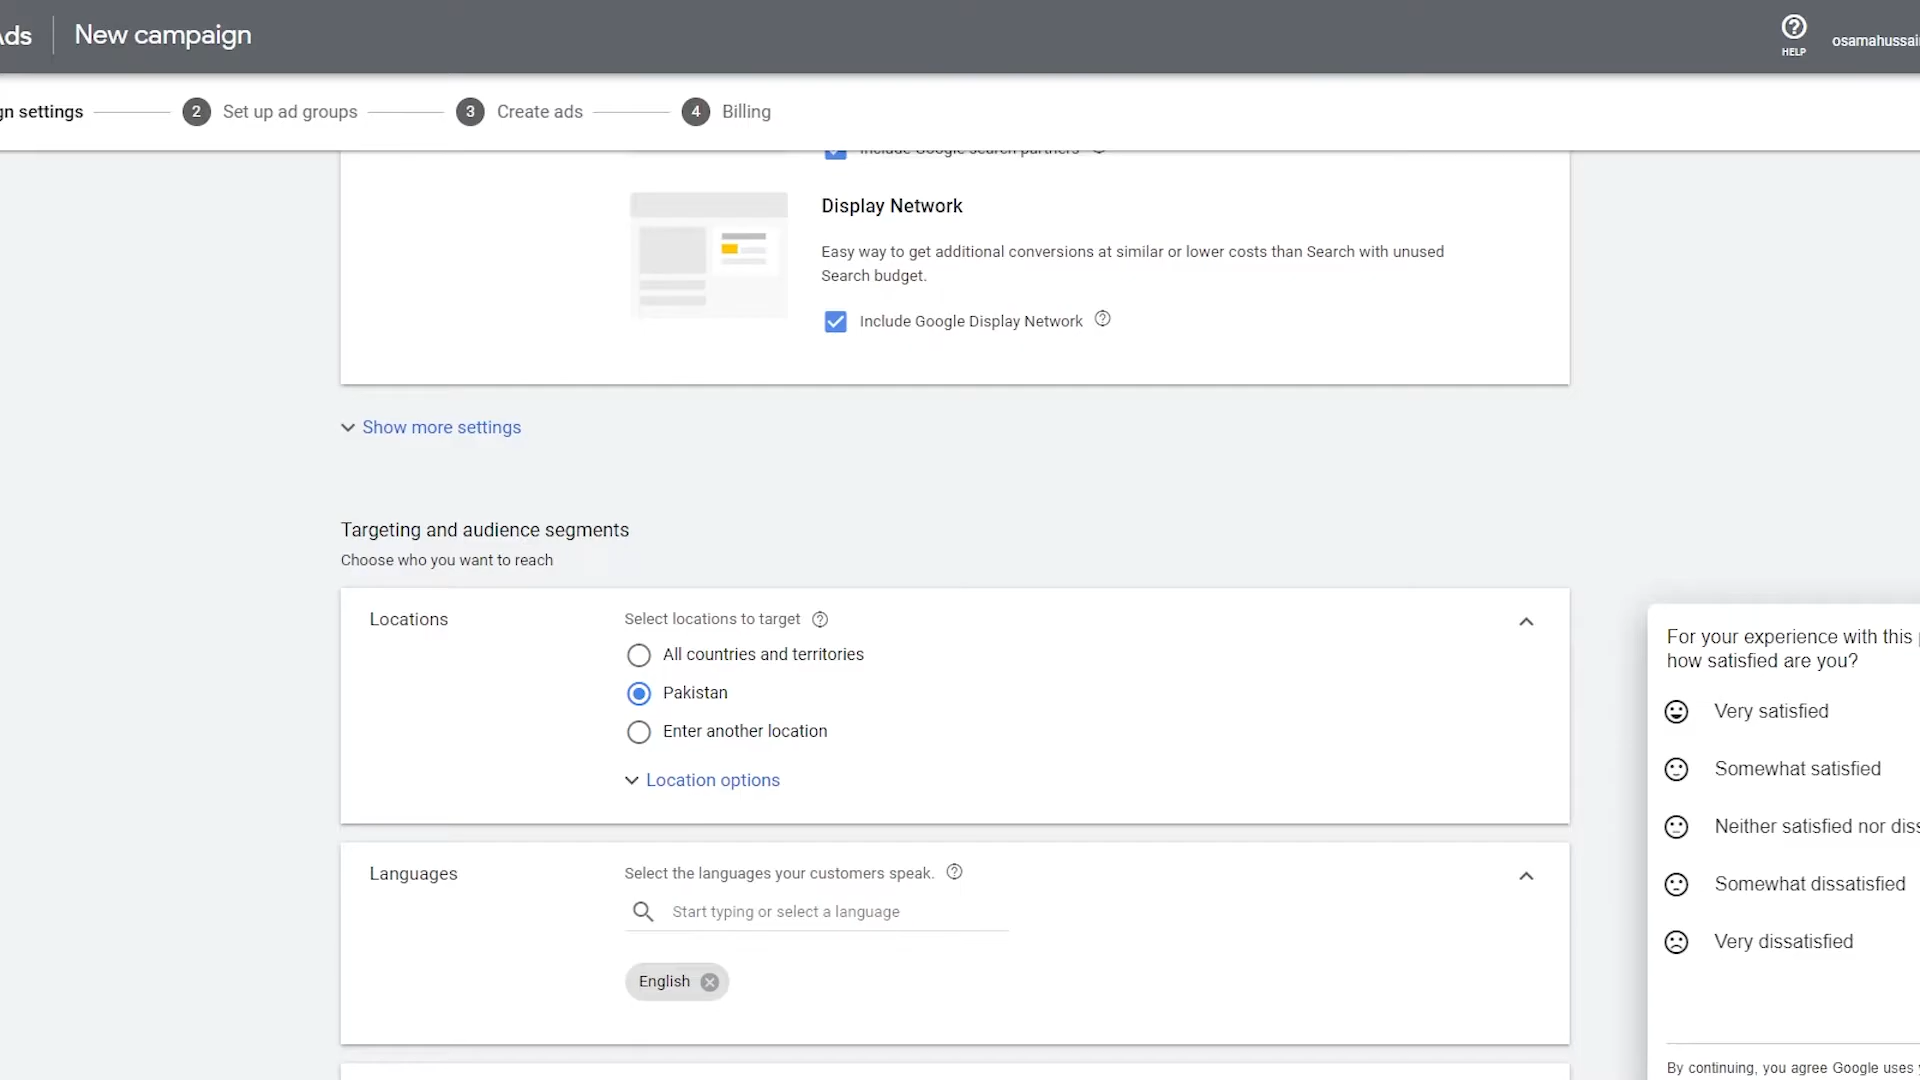 Ads
New campaign
HELP
osamahussai
gn settings
2 Set up ad groups
3 Create ads
4 Billing
Include Google search partners
Display Network
Easy way to get additional conversions at similar or lower costs than Search with unused
Search budget.
Include Google Display Network
Show more settings
Targeting and audience segments
Choose who you want to reach
Locations
Select locations to target
All countries and territories
Pakistan
Enter another location
Location options
Languages
Select the languages your customers speak.
Start typing or select a language
English
For your experience with this
how satisfied are you?
Very satisfied
Somewhat satisfied
Neither satisfied nor diss
Somewhat dissatisfied
Very dissatisfied
By continuing, you agree Google uses